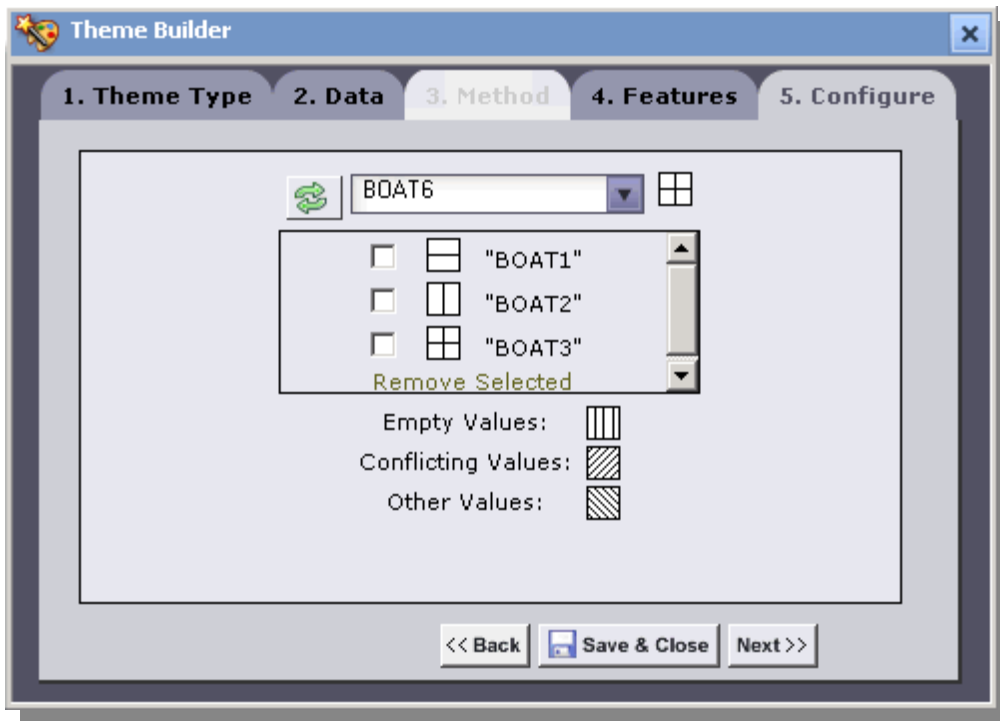 Theme Builder
1. Theme Type 2. Data 3. Method 4. Features 5. Configure
BOAT6
"BOAT1"
"BOAT2"
"BOAT3"
Remove Selected
Empty Values:
Conflicting Values:
Other Values:
<< Back Save & Close Next >>